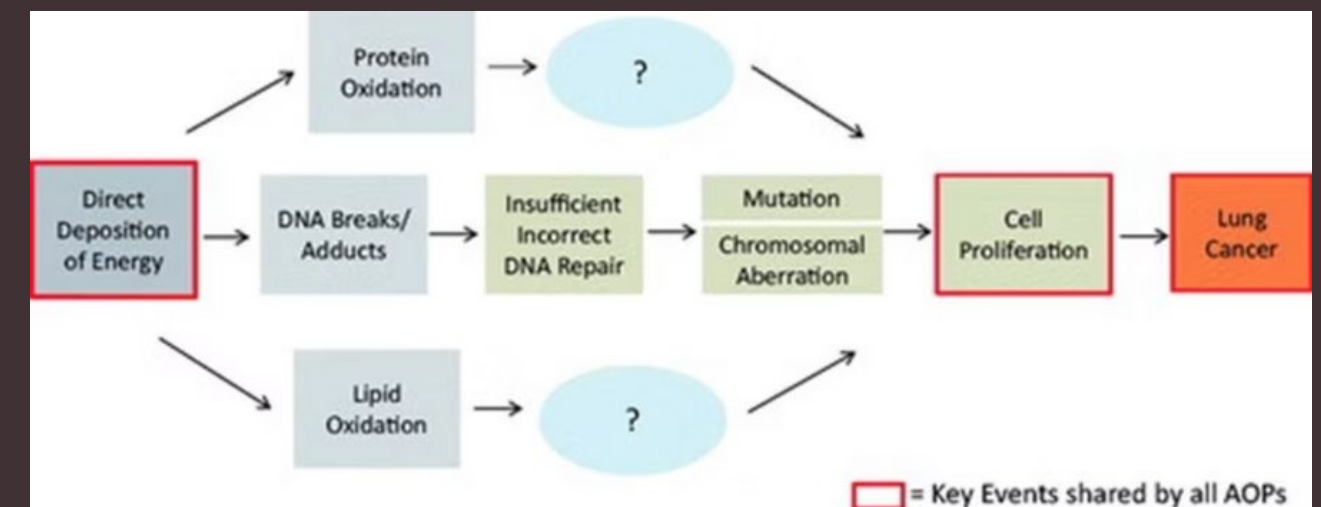 Protein
Oxidation
?
Direct
Deposition
of Energy
DNA Breaks/
Adducts
Insufficient
Incorrect
DNA Repair
Mutation
Chromosomal
Aberration
Cell
Proliferation
Lung
Cancer
Lipid
Oxidation
?
= Key Events shared by all AOPs